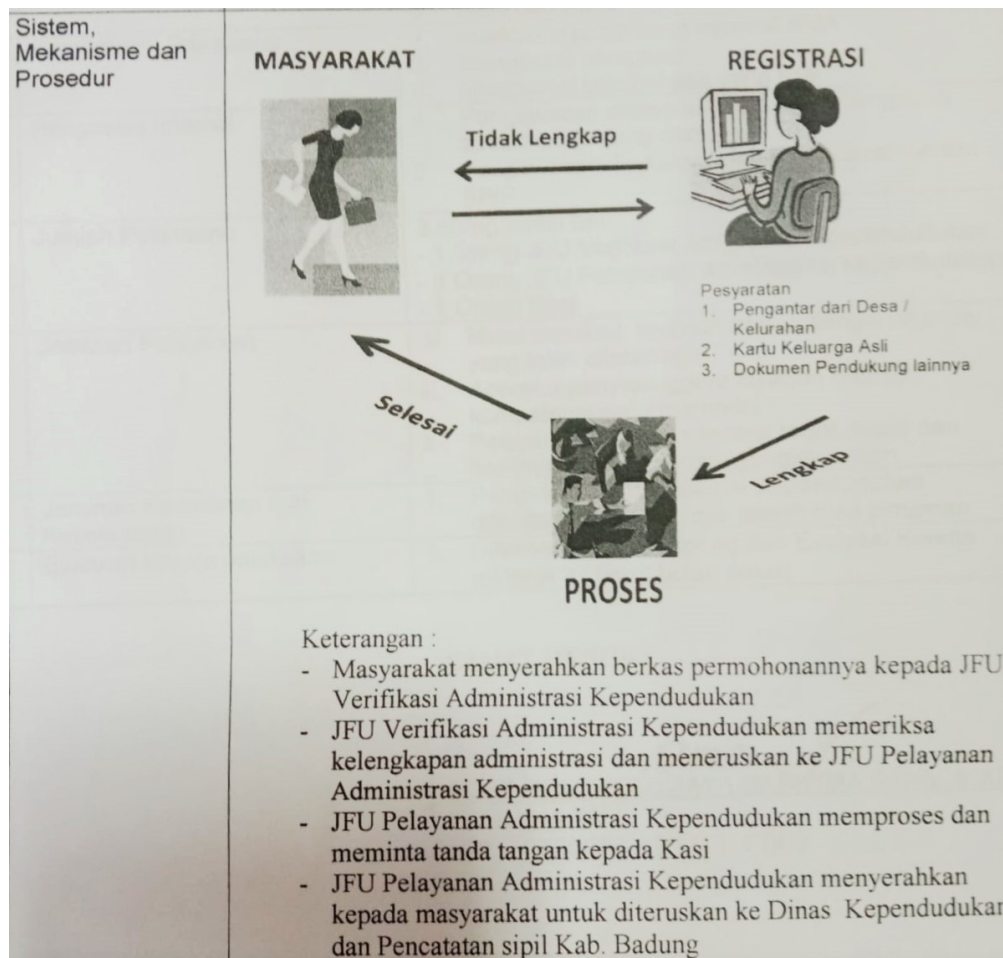 Sistem,
Mekanisme dan
Prosedur
MASYARAKAT
REGISTRASI
Tidak Lengkap
Pesyaratan
1. Pengantar dari Desa /
Kelurahan
2. Kartu Keluarga Asli
3. Dokumen Pendukung lainnya
Selesai
Lengkap
PROSES
Keterangan :
- Masyarakat menyerahkan berkas permohonannya kepada JFU
Verifikasi Administrasi Kependudukan
- JFU Verifikasi Administrasi Kependudukan memeriksa
kelengkapan administrasi dan meneruskan ke JFU Pelayanan
Administrasi Kependudukan
- JFU Pelayanan Administrasi Kependudukan memproses dan
meminta tanda tangan kepada Kasi
- JFU Pelayanan Administrasi Kependudukan menyerahkan
kepada masyarakat untuk diteruskan ke Dinas Kependudukan
dan Pencatatan sipil Kab. Badung